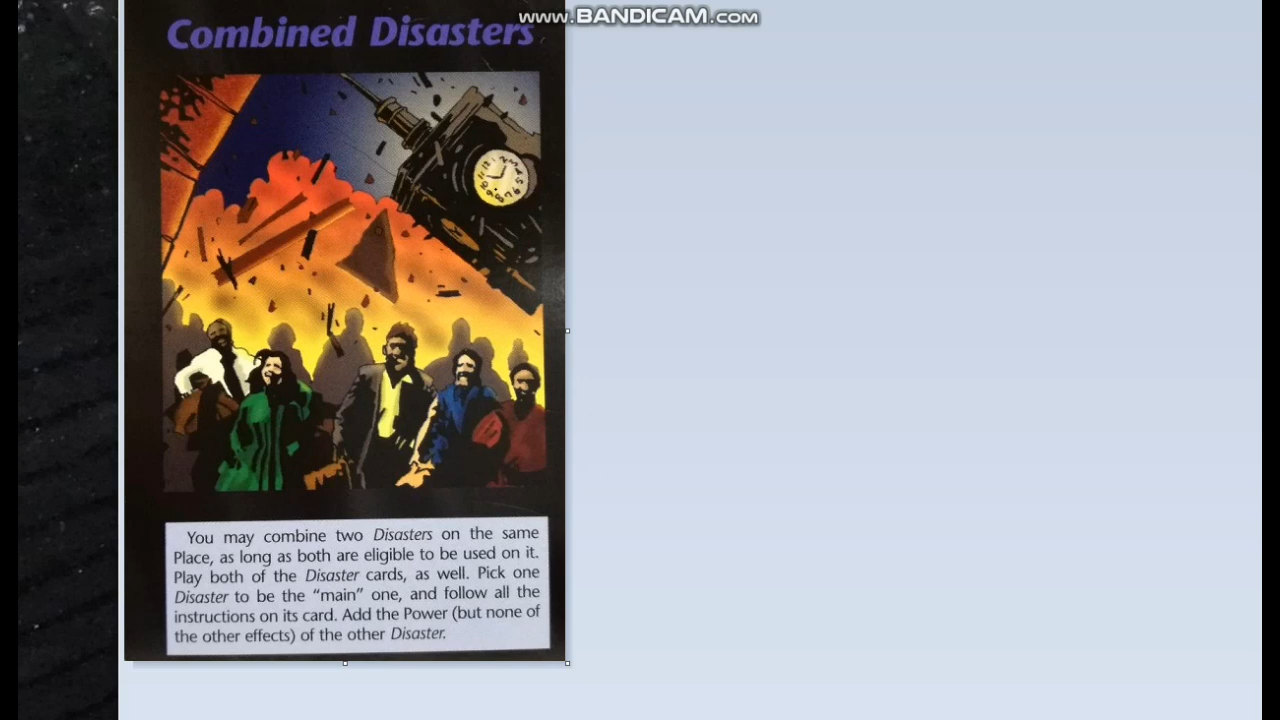 www.BANDICAM.com
Combined Disasters
You may combine two Disasters on the same
Place, as long as both are eligible to be used on it.
Play both of the Disaster cards, as well. Pick one
Disaster to be the “main” one, and follow all the
instructions on its card. Add the Power (but none of
the other effects) of the other Disaster.